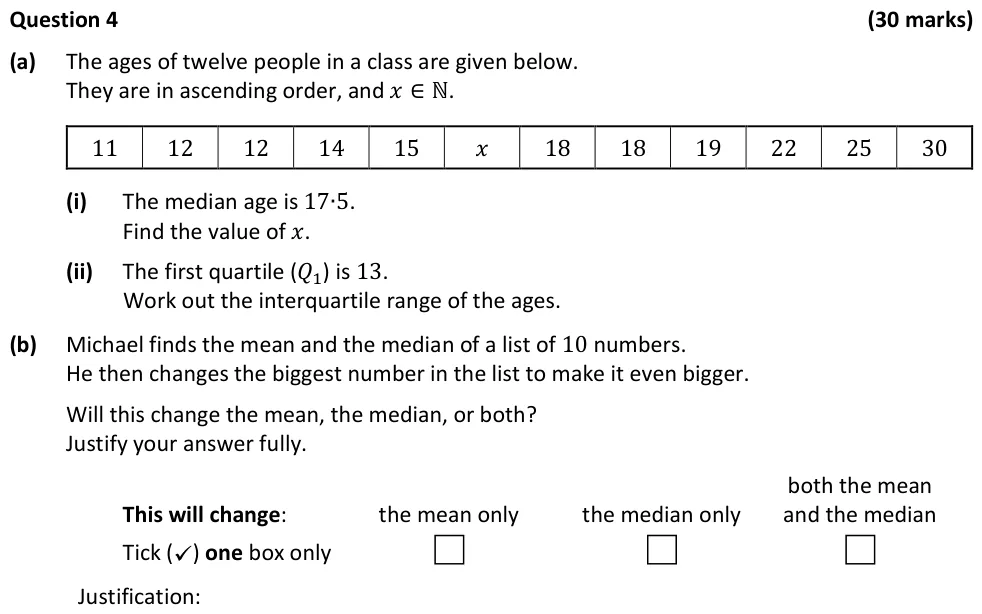 Question 4 (30 marks)
(a) The ages of twelve people in a class are given below.
They are in ascending order, and x ∈ ℕ.
11 12 12 14 15 x 18 18 19 22 25 30
(i) The median age is 17·5.
Find the value of x.
(ii) The first quartile (Q₁) is 13.
Work out the interquartile range of the ages.
(b) Michael finds the mean and the median of a list of 10 numbers.
He then changes the biggest number in the list to make it even bigger.
Will this change the mean, the median, or both?
Justify your answer fully.
both the mean
This will change: the mean only the median only and the median
Tick (✓) one box only
Justification: